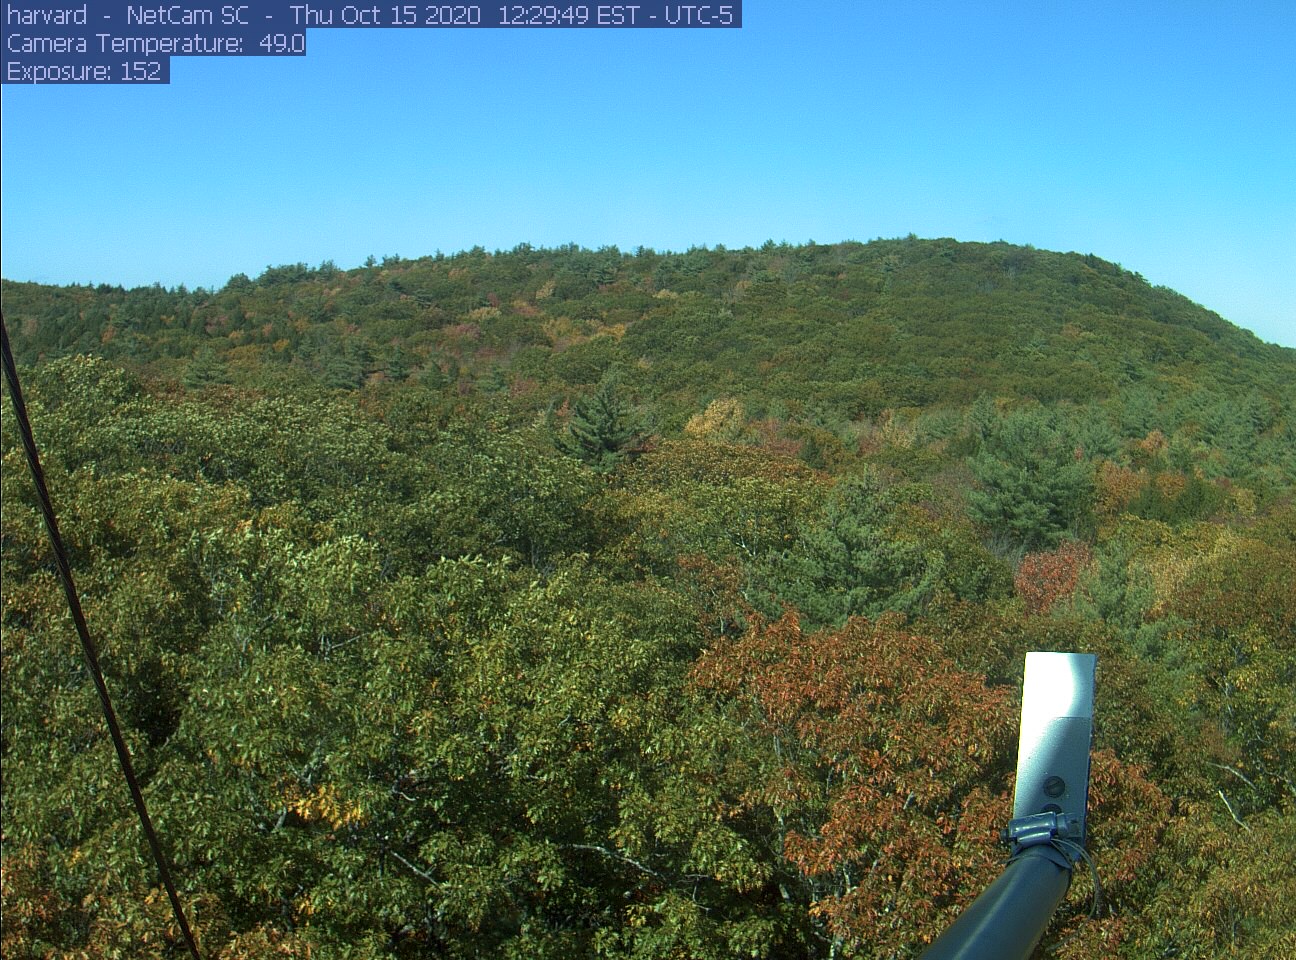 harvard - NetCam SC - Thu Oct 15 2020 12:29:49 EST - UTC-5
Camera Temperature: 49.0
Exposure: 152